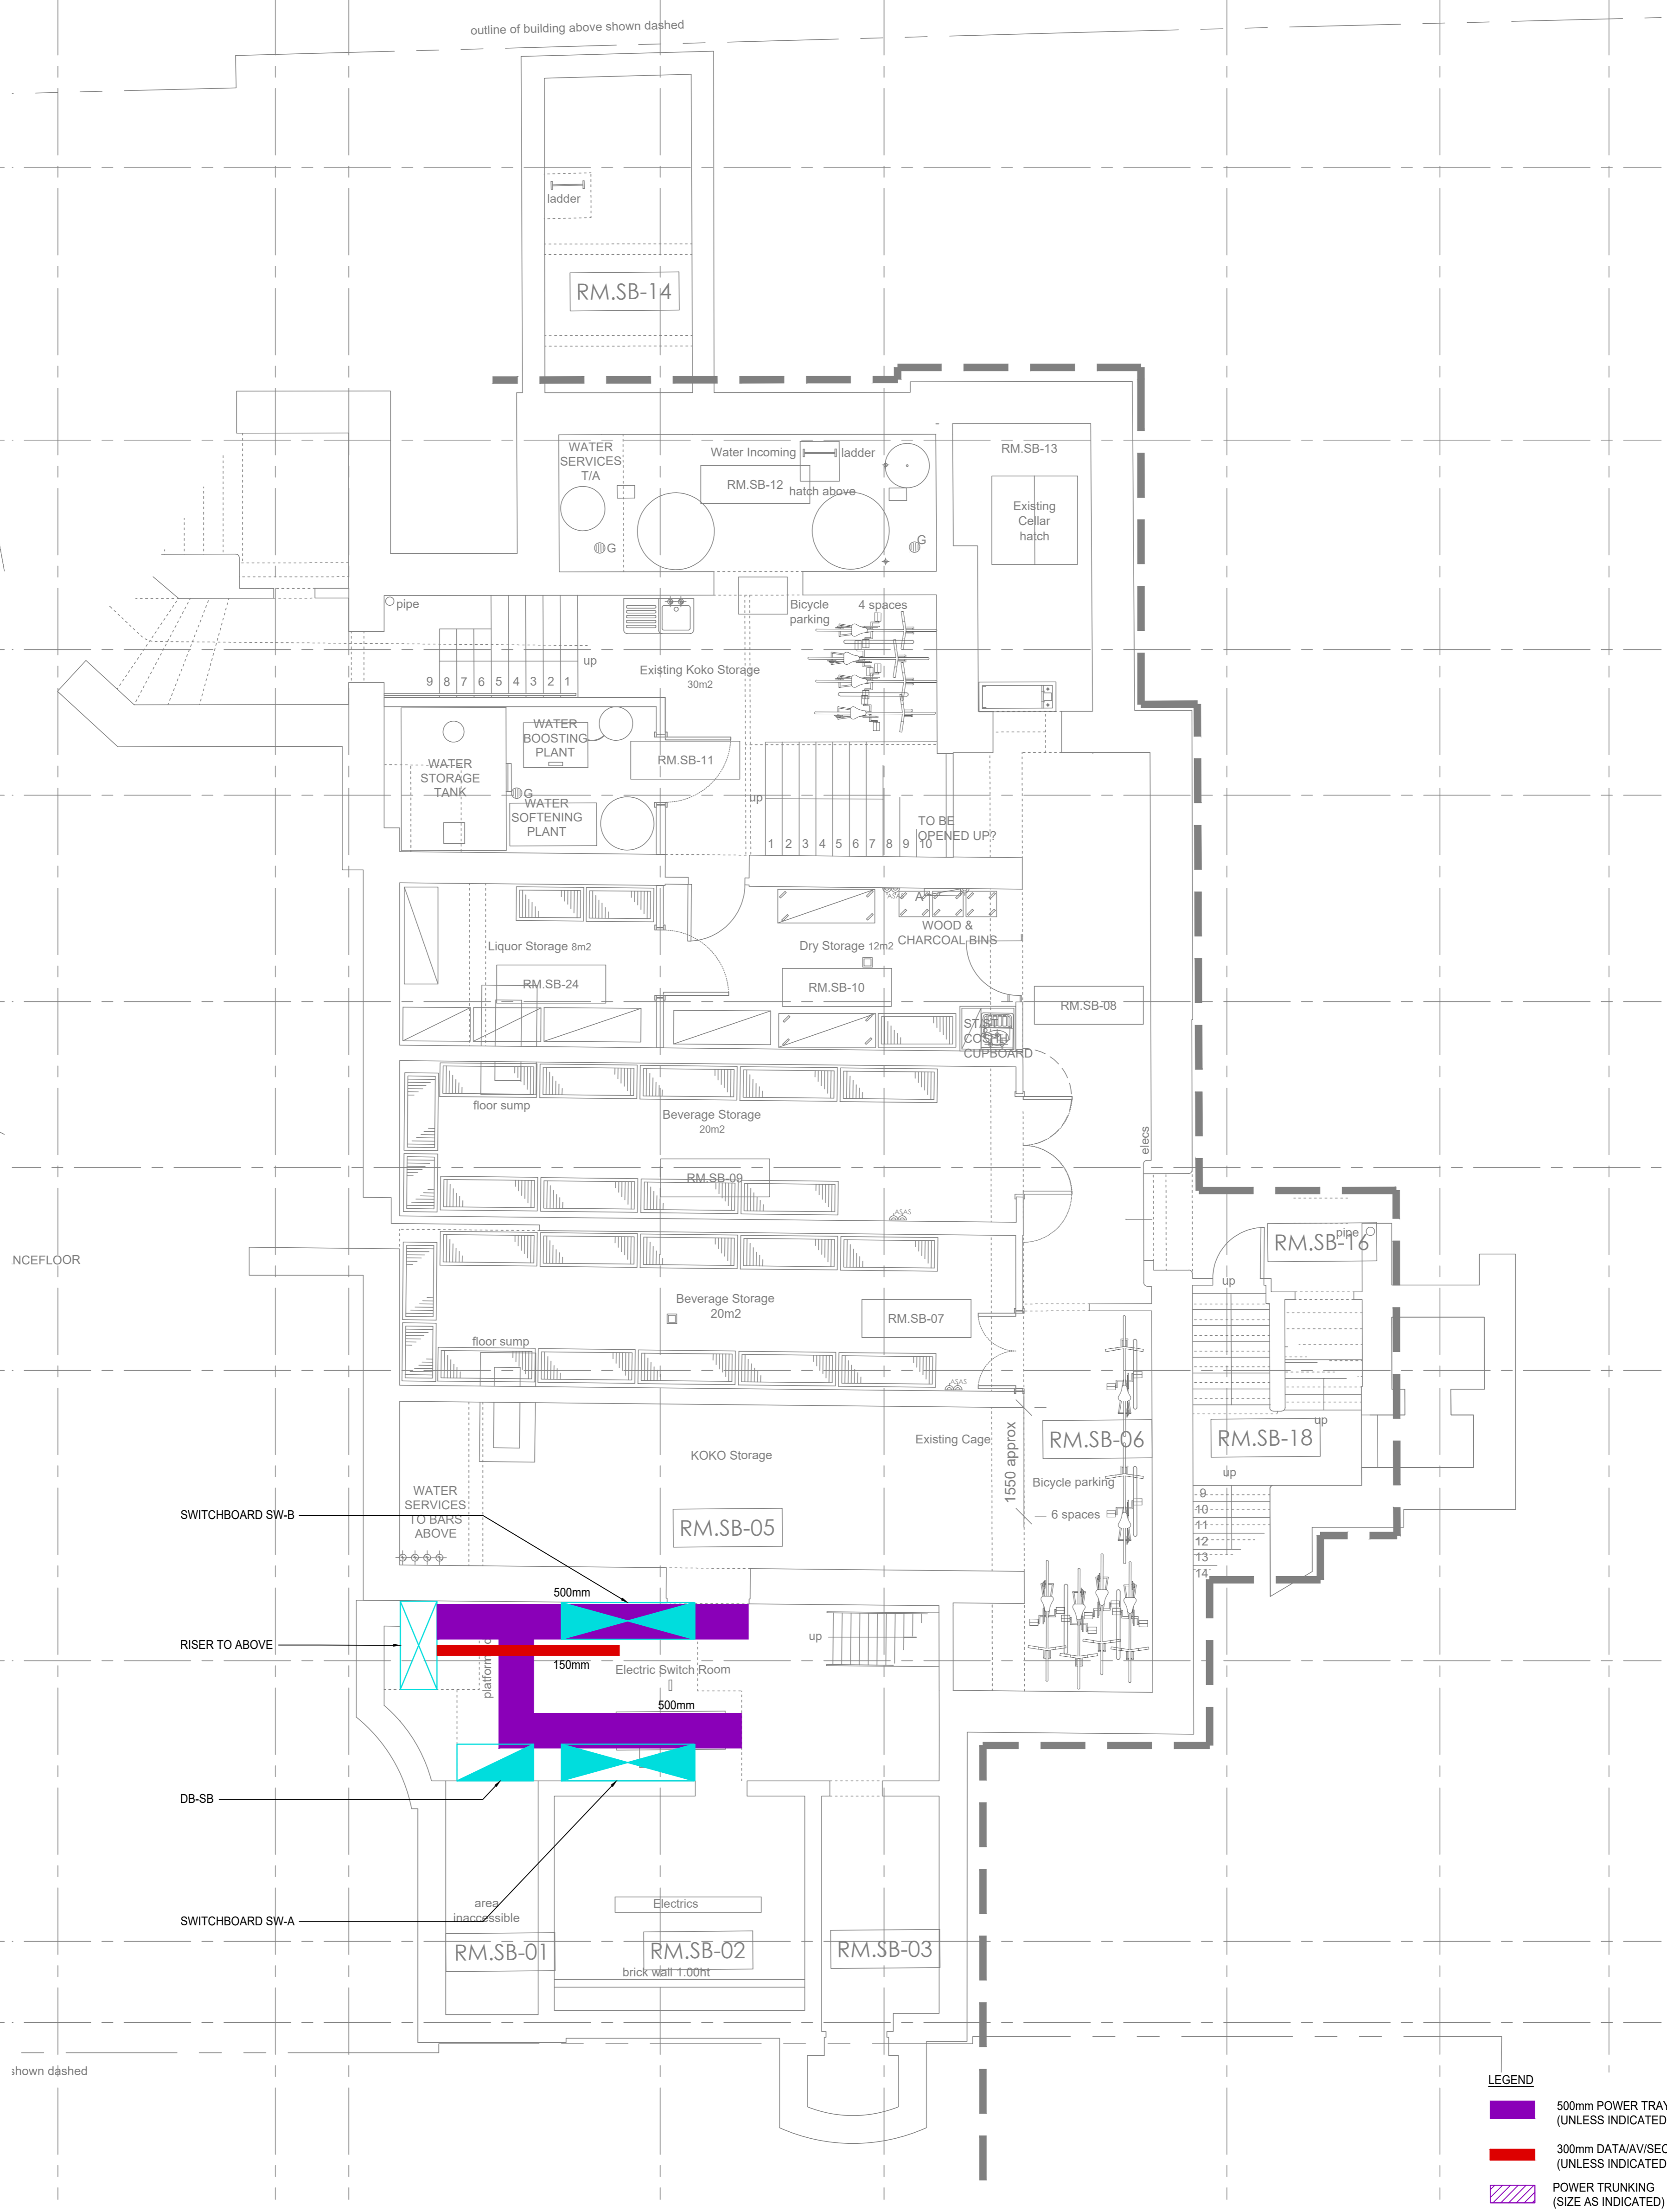 outline of building above shown dashed
ladder
RM.SB-14
WATER
SERVICES
T/A
Water Incoming
ladder
RM.SB-12
hatch above
RM.SB-13
Existing
Cellar
hatch
G
G
pipe
Bicycle
parking
4 spaces
up
Existing Koko Storage
30m2
9 8 7 6 5 4 3 2 1
WATER
BOOSTING
PLANT
RM.SB-11
WATER
STORAGE
TANK
G
WATER
SOFTENING
PLANT
up
TO BE
OPENED UP?
1 2 3 4 5 6 7 8 9 10
ASAS
A
WOOD &
CHARCOAL BINS
Liquor Storage 8m2
Dry Storage 12m2
RM.SB-24
RM.SB-10
RM.SB-08
CUPBOARD
floor sump
Beverage Storage
20m2
elecs
RM.SB-09
ASAS
NCEFLOOR
pipe
RM.SB-16
up
Beverage Storage
20m2
RM.SB-07
floor sump
ASAS
up
RM.SB-06
RM.SB-18
Existing Cage
KOKO Storage
1550 approx
Bicycle parking
up
WATER
SERVICES
TO BARS
ABOVE
9
10
11
12
13
14
SWITCHBOARD SW-B
RM.SB-05
6 spaces
500mm
up
RISER TO ABOVE
platform
150mm
Electric Switch Room
500mm
DB-SB
area
inaccessible
Electrics
SWITCHBOARD SW-A
RM.SB-01
RM.SB-02
RM.SB-03
brick wall 1.00ht
shown dashed
LEGEND
500mm POWER TRAY
(UNLESS INDICATED
300mm DATA/AV/SEC
(UNLESS INDICATED
POWER TRUNKING
(SIZE AS INDICATED)